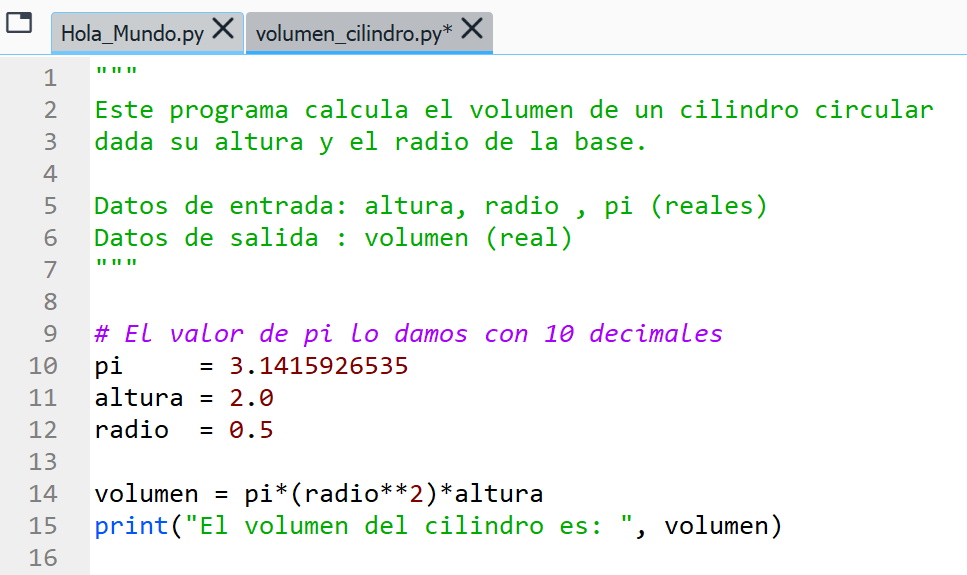 Hola_Mundo.py
volumen_cilindro.py*
1 """
2 Este programa calcula el volumen de un cilindro circular
3 dada su altura y el radio de la base.
4
5 Datos de entrada: altura, radio , pi (reales)
6 Datos de salida : volumen (real)
7 """
8
9 # El valor de pi lo damos con 10 decimales
10 pi     = 3.1415926535
11 altura = 2.0
12 radio  = 0.5
13
14 volumen = pi*(radio**2)*altura
15 print("El volumen del cilindro es: ", volumen)
16